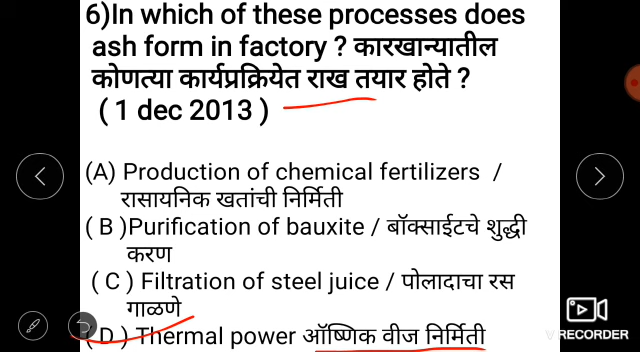 6)In which of these processes does
ash form in factory ? कारखान्यातील
कोणत्या कार्यप्रक्रियेत राख तयार होते ?
( 1 dec 2013 )
(A) Production of chemical fertilizers /
रासायनिक खतांची निर्मिती
( B )Purification of bauxite / बॉक्साईटचे शुद्धी
करण
( C ) Filtration of steel juice / पोलादाचा रस
गाळणे
( D ) Thermal power ऑष्णिक वीज निर्मिती
V RECORDER